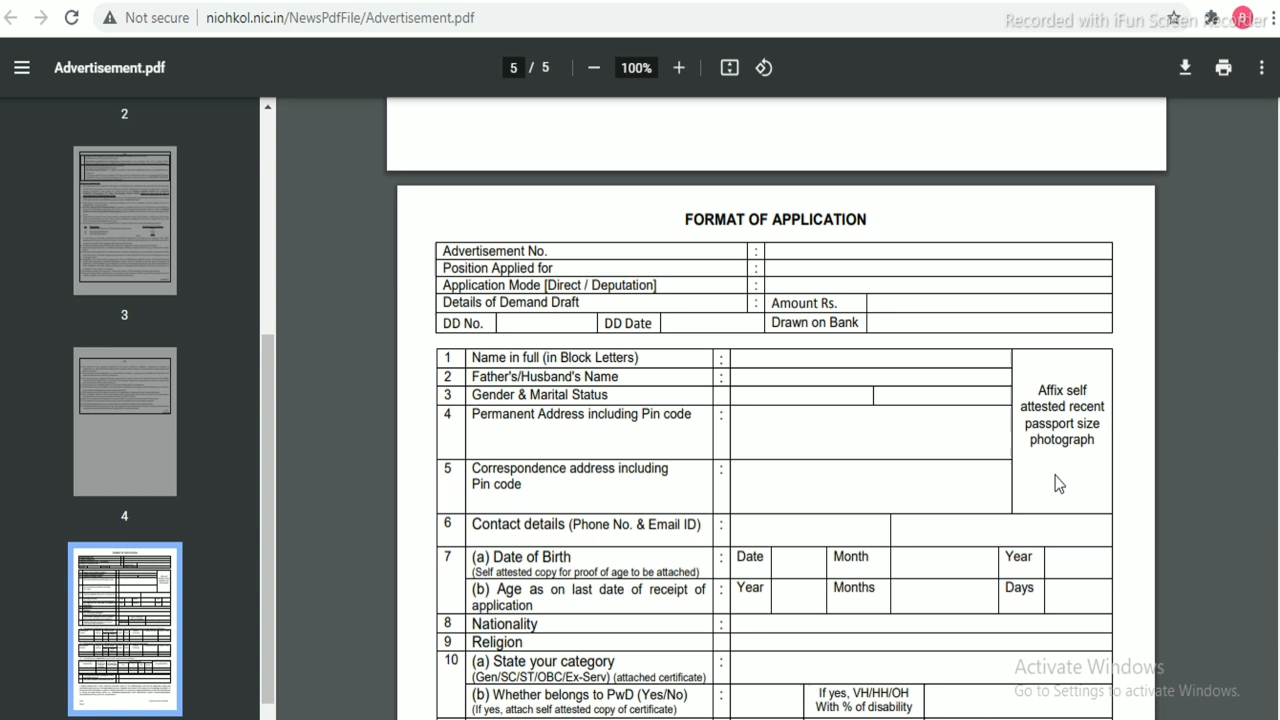 Not secure niohkol.nic.in/NewsPdfFile/Advertisement.pdf
Recorded with iFun Screen Recorder
Advertisement.pdf 5 / 5 100%
2
3
4
FORMAT OF APPLICATION
Advertisement No. :
Position Applied for :
Application Mode [Direct / Deputation] :
Details of Demand Draft : Amount Rs.
DD No. DD Date Drawn on Bank
1 Name in full (in Block Letters) :
2 Father's/Husband's Name :
3 Gender & Marital Status
4 Permanent Address including Pin code :
Affix self
attested recent
passport size
photograph
5 Correspondence address including :
Pin code
6 Contact details (Phone No. & Email ID) :
7 (a) Date of Birth : Date Month Year
(Self attested copy for proof of age to be attached)
(b) Age as on last date of receipt of : Year Months Days
application
8 Nationality :
9 Religion
10 (a) State your category :
(Gen/SC/ST/OBC/Ex-Serv) (attached certificate)
(b) Whether belongs to PwD (Yes/No) : If yes, VH/HH/OH
(If yes, attach self attested copy of certificate) With % of disability
Activate Windows
Go to Settings to activate Windows.